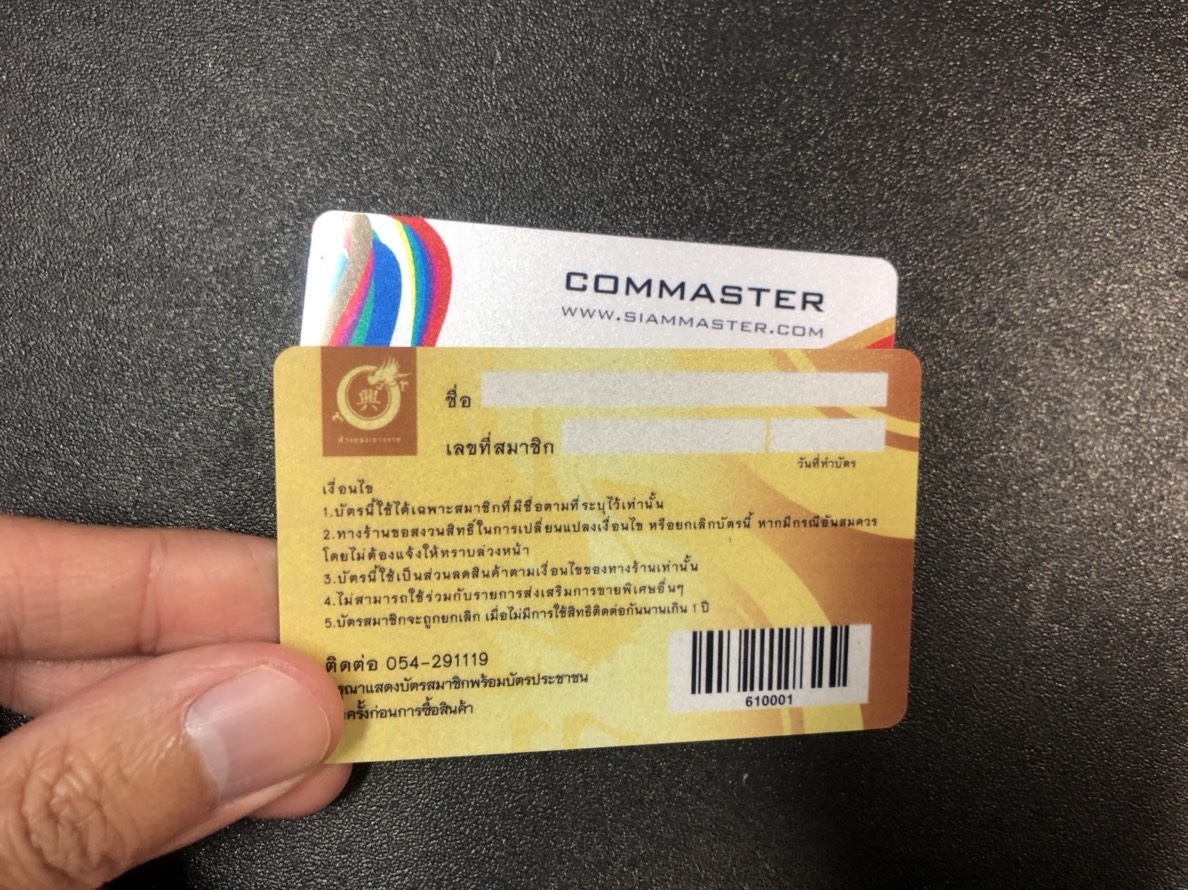 COMMASTER
WWW.SIAMMASTER.COM
興
ห้างทองเยาวราช
ชื่อ
เลขที่สมาชิก
วันที่ทำบัตร
เงื่อนไข
1.บัตรนี้ใช้ได้เฉพาะสมาชิกที่มีชื่อตามที่ระบุไว้เท่านั้น
2.ทางร้านขอสงวนสิทธิ์ในการเปลี่ยนแปลงเงื่อนไข หรือยกเลิกบัตรนี้ หากมีกรณีอันสมควร
โดยไม่ต้องแจ้งให้ทราบล่วงหน้า
3.บัตรนี้ใช้เป็นส่วนลดสินค้าตามเงื่อนไขของทางร้านเท่านั้น
4.ไม่สามารถใช้ร่วมกับรายการส่งเสริมการขายพิเศษอื่นๆ
5.บัตรสมาชิกจะถูกยกเลิก เมื่อไม่มีการใช้สิทธิติดต่อกันนานเกิน 1 ปี
ติดต่อ 054-291119
รุณาแสดงบัตรสมาชิกพร้อมบัตรประชาชน
ครั้งก่อนการซื้อสินค้า
610001